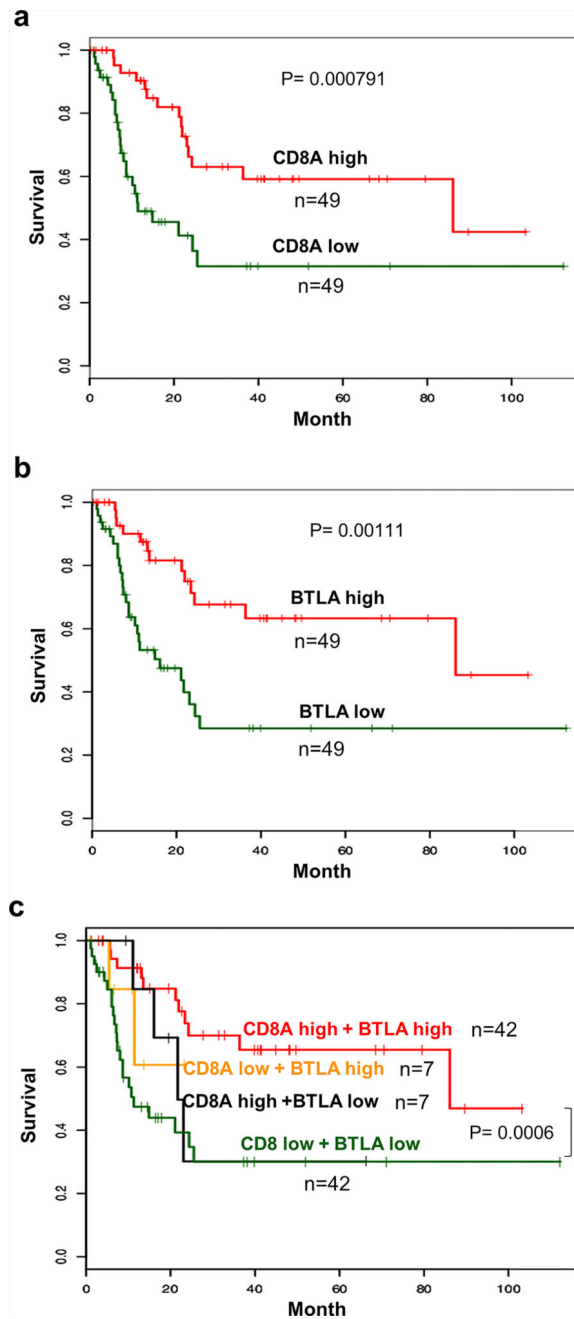 a
P= 0.000791
CD8A high
n=49
CD8A low
n=49
Survival
1.0
0.8
0.6
0.4
0.2
0.0
0 20 40 60 80 100
Month
b
P= 0.00111
BTLA high
n=49
BTLA low
n=49
Survival
1.0
0.8
0.6
0.4
0.2
0.0
0 20 40 60 80 100
Month
c
CD8A high + BTLA high n=42
CD8A low + BTLA high n=7
CD8A high +BTLA low n=7
P= 0.0006
CD8 low + BTLA low
n=42
Survival
1.0
0.8
0.6
0.4
0.2
0.0
0 20 40 60 80 100
Month